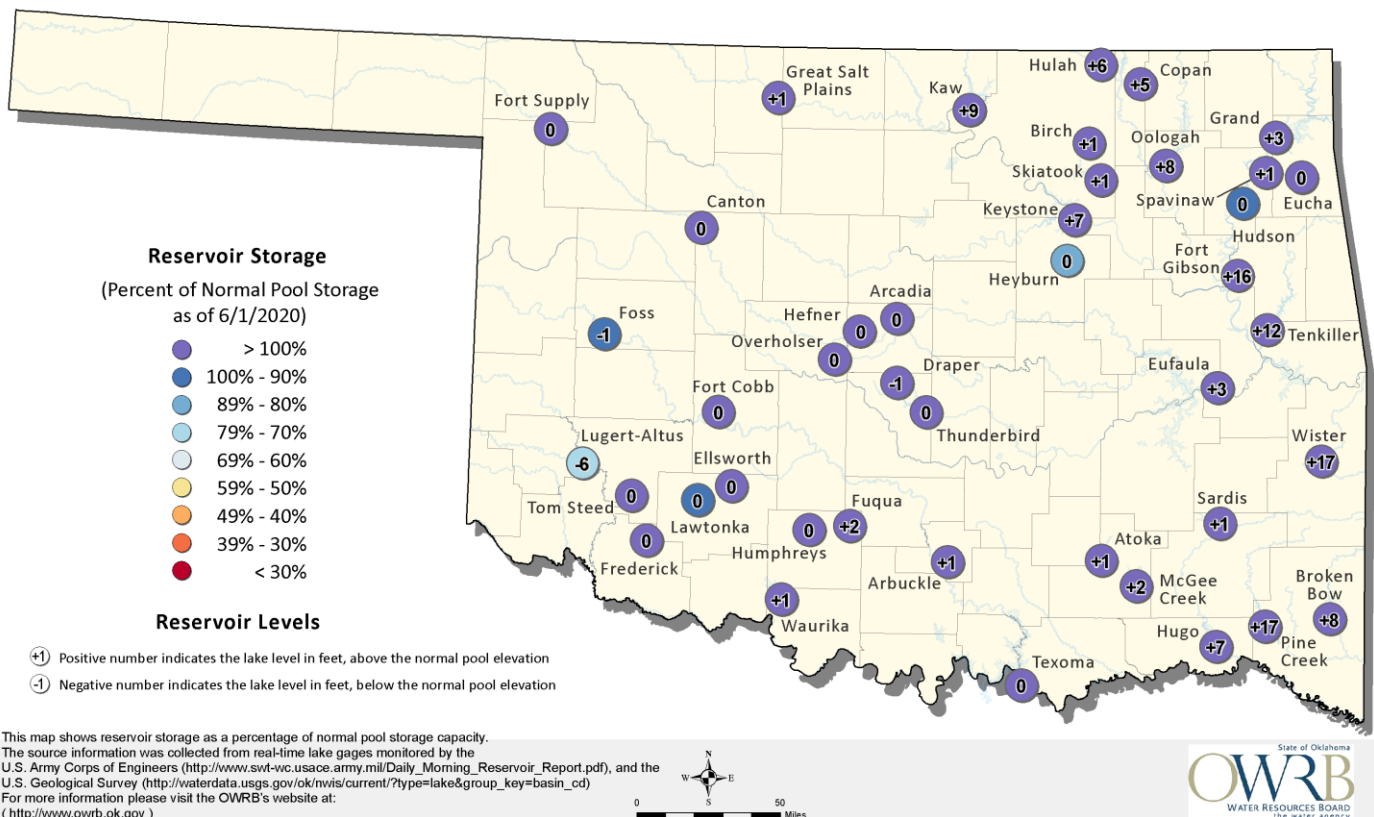 Hulah
+6
Copan
+5
Great Salt
Plains
+1
Kaw
+9
Fort Supply
0
Grand
+3
Birch
+1
Oologah
+8
Skiatook
+1
+1
0
Spavinaw
Eucha
0
Hudson
Canton
0
Keystone
+7
Heyburn
0
Fort
Gibson
+16
Reservoir Storage
(Percent of Normal Pool Storage
as of 6/1/2020)
> 100%
100% - 90%
89% - 80%
79% - 70%
69% - 60%
59% - 50%
49% - 40%
39% - 30%
< 30%
Foss
-1
Arcadia
0
Hefner
0
Overholser
0
+12
Tenkiller
Draper
-1
Eufaula
+3
Fort Cobb
0
0
Thunderbird
Lugert-Altus
-6
Ellsworth
0
Wister
+17
Tom Steed
0
0
Lawtonka
Fuqua
+2
0
Humphreys
Sardis
+1
0
Frederick
Atoka
+1
Arbuckle
+1
+2
McGee
Creek
Broken
Bow
+8
+1
Waurika
Hugo
+7
+17
Pine
Creek
Texoma
0
Reservoir Levels
+1 Positive number indicates the lake level in feet, above the normal pool elevation
-1 Negative number indicates the lake level in feet, below the normal pool elevation
This map shows reservoir storage as a percentage of normal pool storage capacity.
The source information was collected from real-time lake gages monitored by the
U.S. Army Corps of Engineers (http://www.swt-wc.usace.army.mil/Daily_Morning_Reservoir_Report.pdf), and the
U.S. Geological Survey (http://waterdata.usgs.gov/ok/nwis/current/?type=lake&group_key=basin_cd)
For more information please visit the OWRB's website at:
( http://www.owrb.ok.gov )
N
W E
S
0 50
Miles
State of Oklahoma
OWRB
WATER RESOURCES BOARD
the water agency